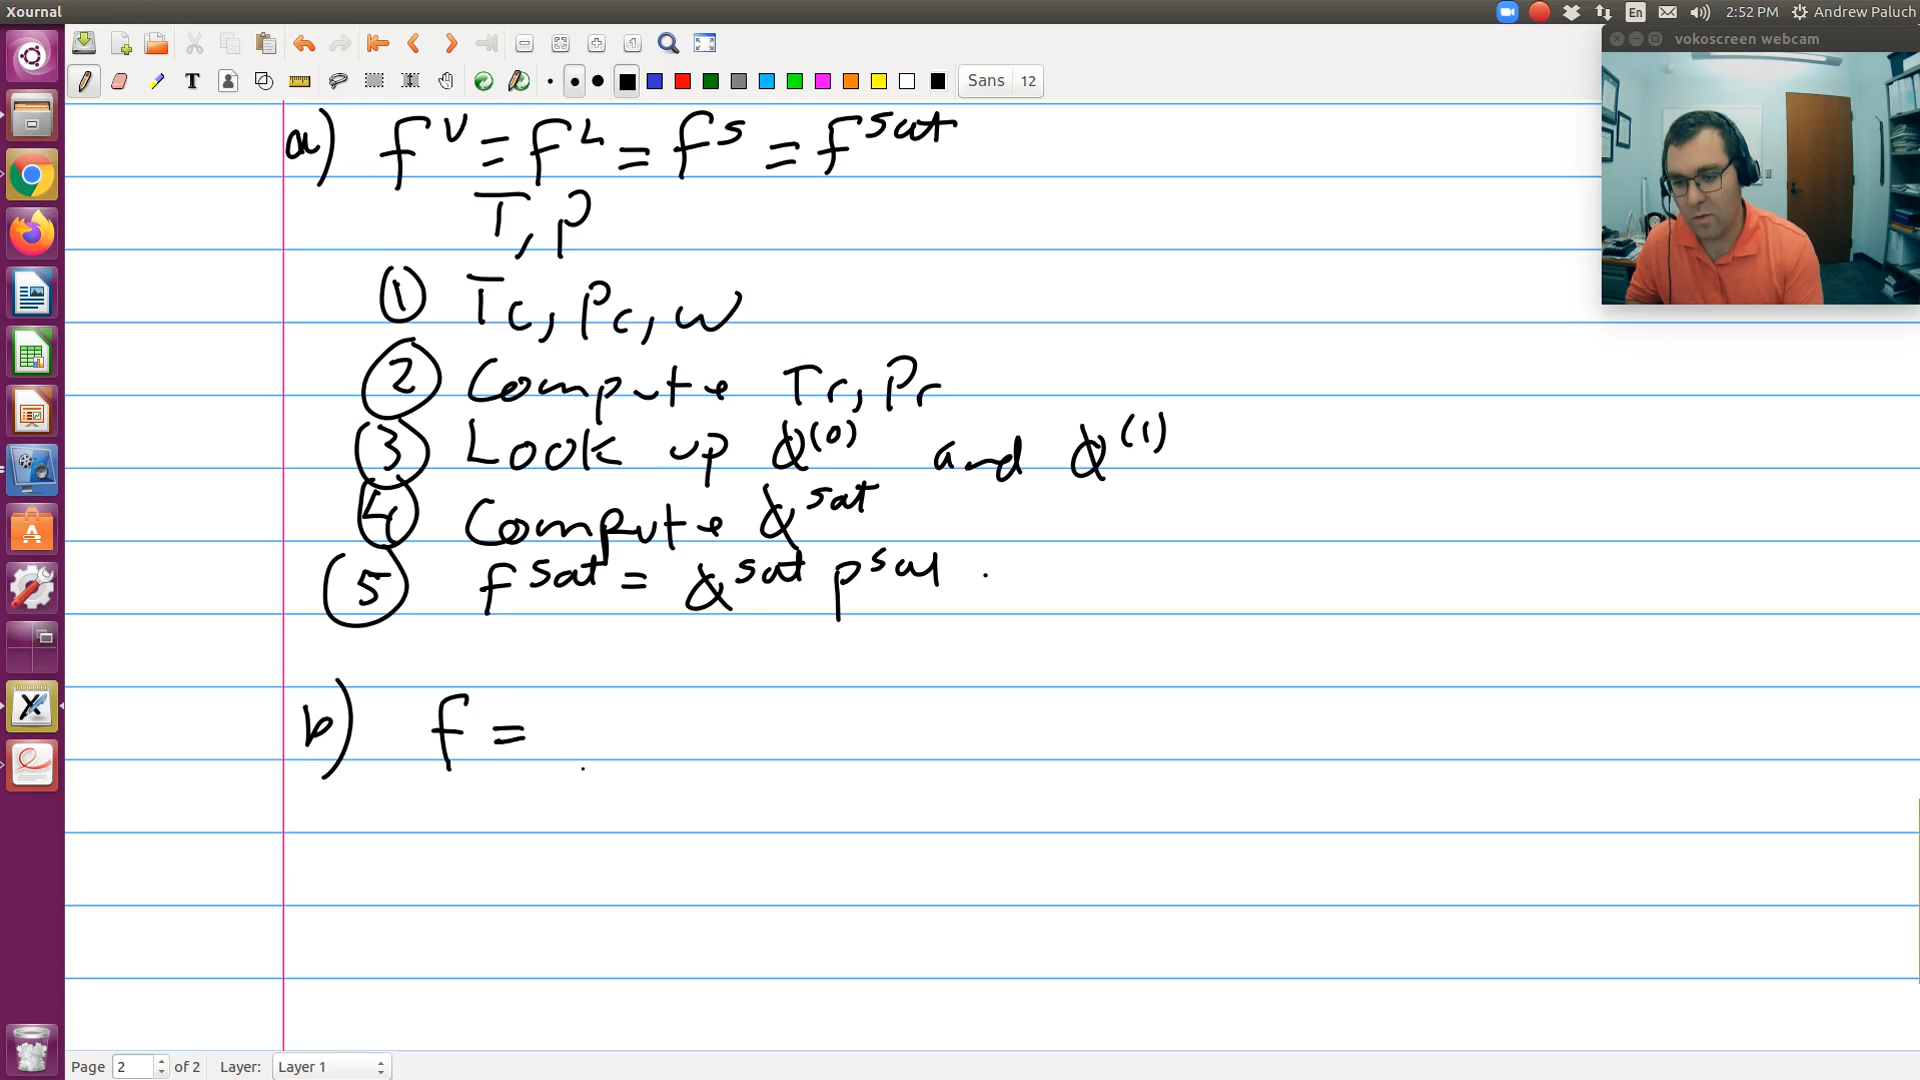 Xournal
En
2:52 PM
Andrew Paluch
vokoscreen webcam
T
Sans 12
a) f^V = f^L = f^S = f^sat
T, P
① Tc, Pc, ω
② Compute Tr, Pr
③ Look up ϕ^(0) and ϕ^(1)
④ Compute ϕ^sat
⑤ f^sat = ϕ^sat P^sat .
b) f =
Page 2 of 2 Layer: Layer 1